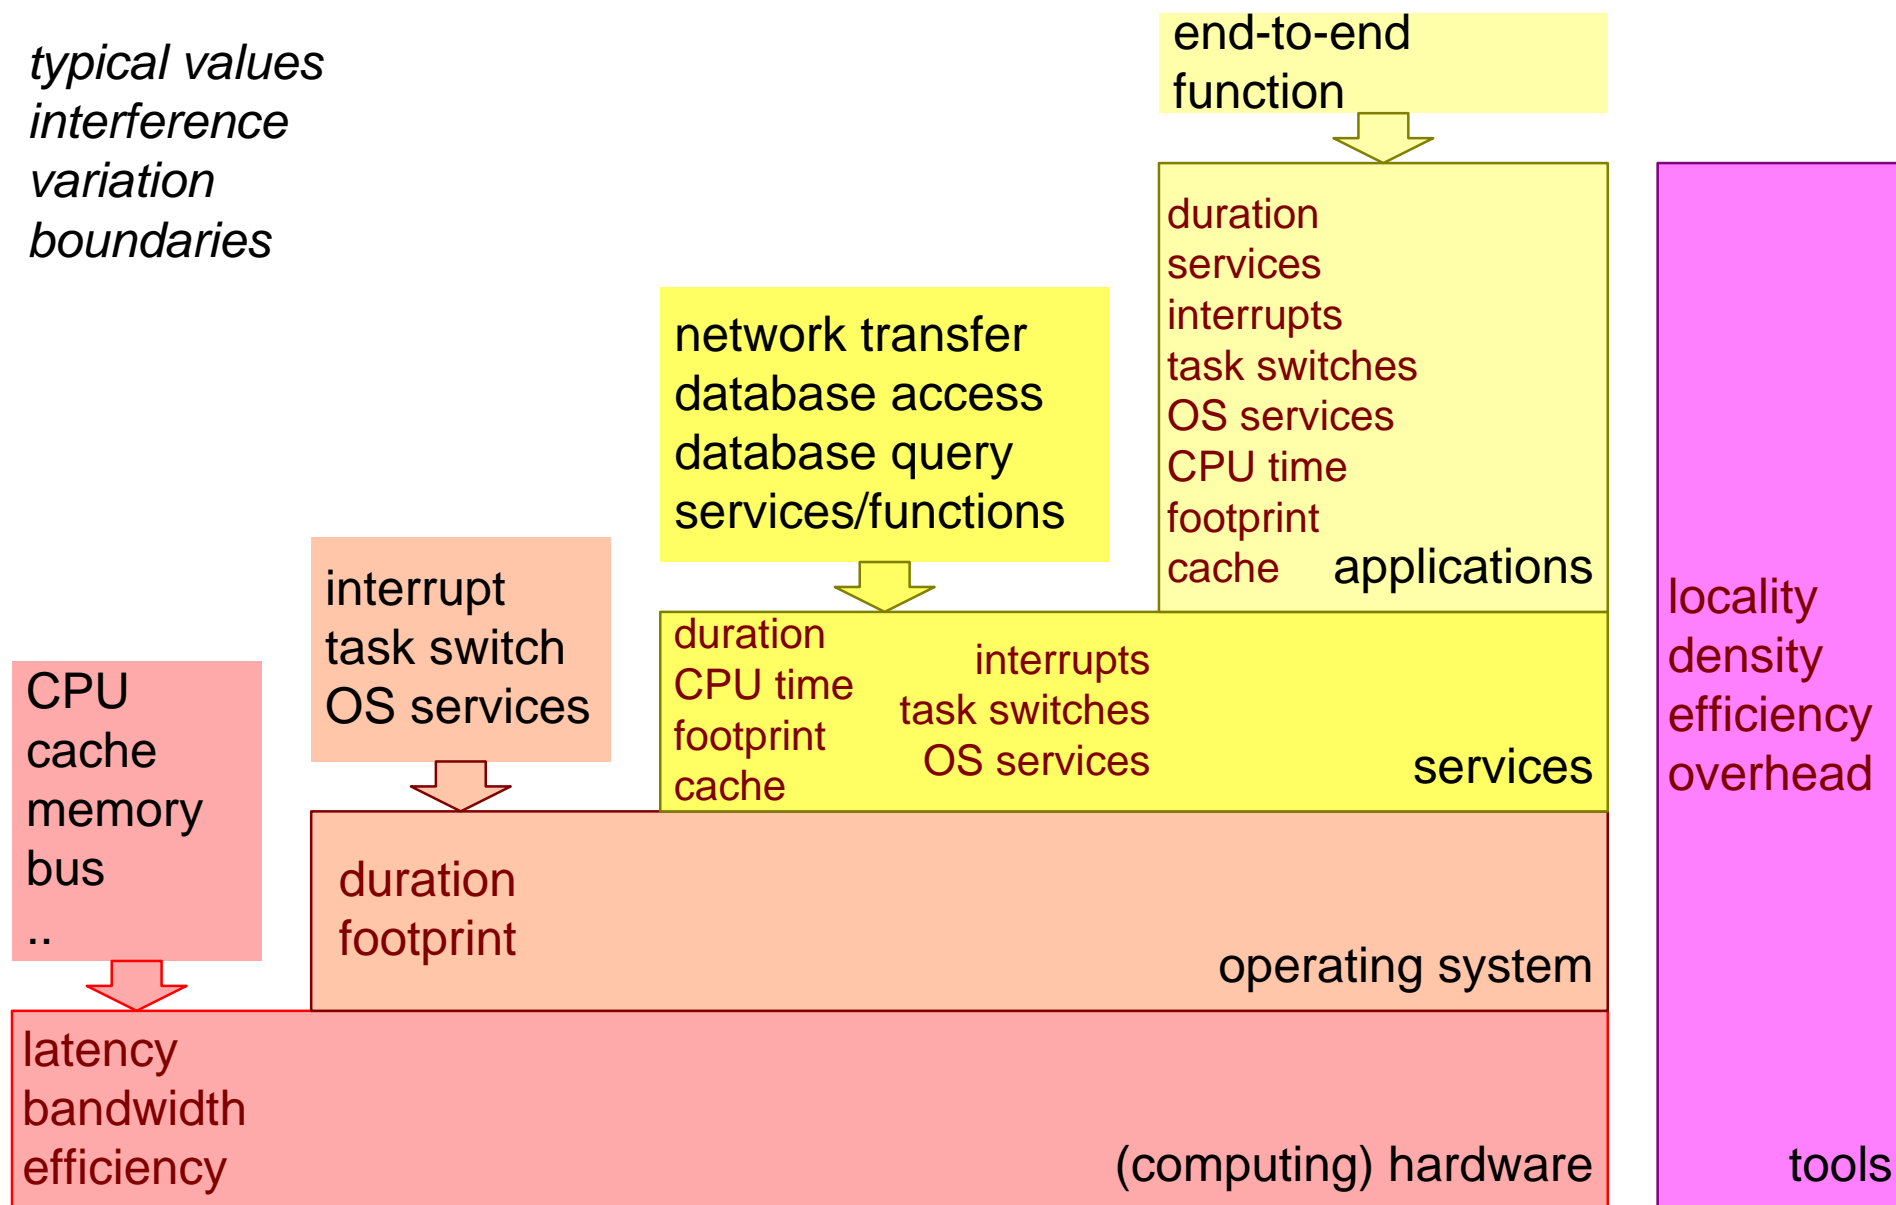 typical values
interference
variation
boundaries
end-to-end
function
duration
services
interrupts
task switches
OS services
CPU time
footprint
cache
applications
network transfer
database access
database query
services/functions
duration
CPU time
footprint
cache
interrupts
task switches
OS services
services
interrupt
task switch
OS services
duration
footprint
operating system
CPU
cache
memory
bus
..
latency
bandwidth
efficiency
(computing) hardware
locality
density
efficiency
overhead
tools